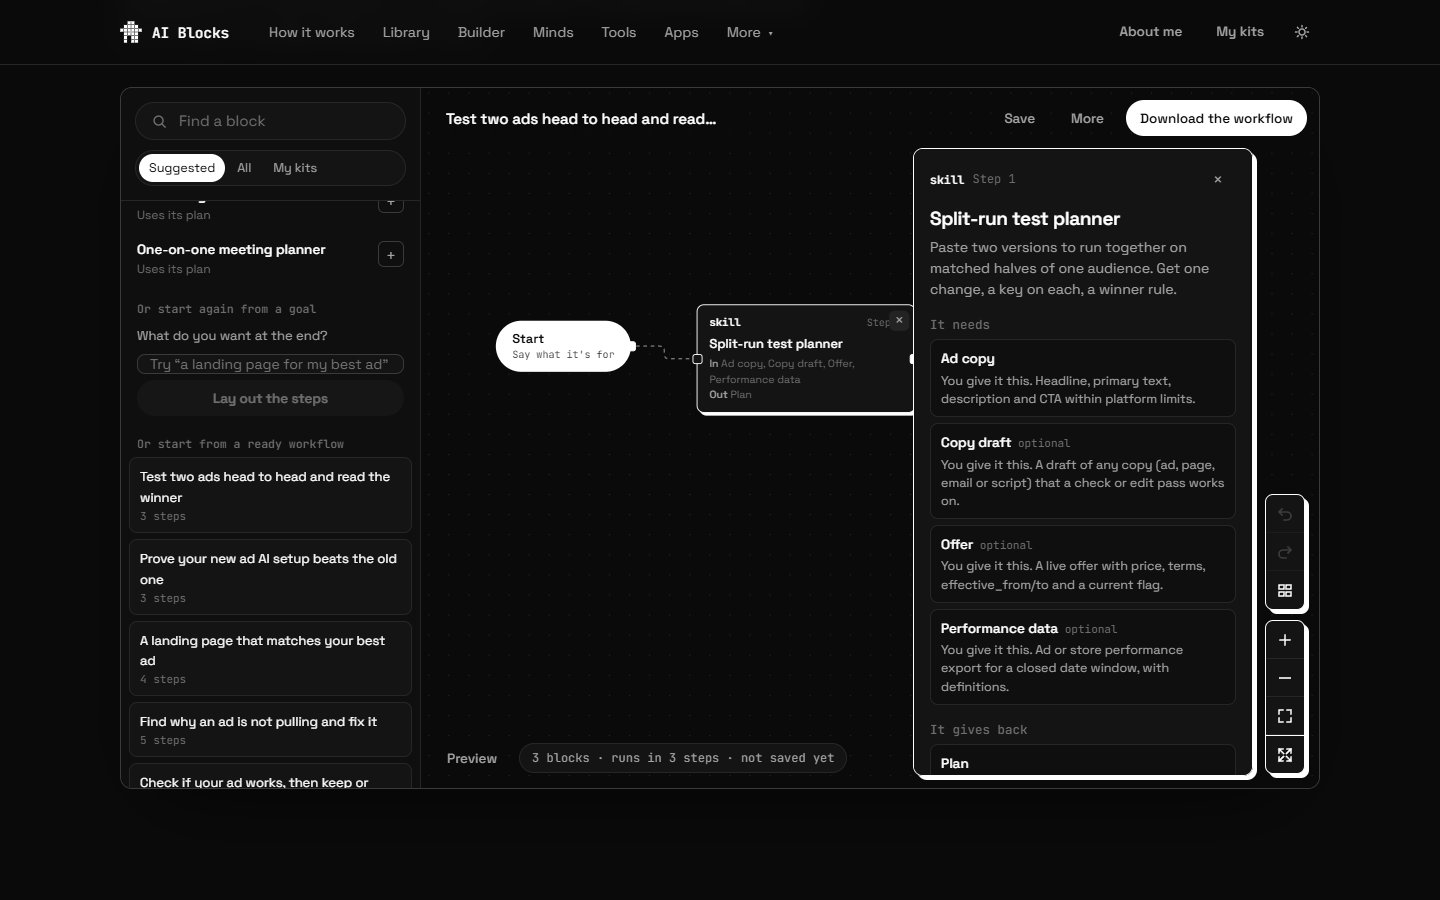 AI Blocks
How it works
Library
Builder
Minds
Tools
Apps
More
About me
My kits
Find a block
Suggested
All
My kits
Uses its plan
One-on-one meeting planner
Uses its plan
Or start again from a goal
What do you want at the end?
Try “a landing page for my best ad”
Lay out the steps
Or start from a ready workflow
Test two ads head to head and read the
winner
3 steps
Prove your new ad AI setup beats the old
one
3 steps
A landing page that matches your best
ad
4 steps
Find why an ad is not pulling and fix it
5 steps
Check if your ad works, then keep or
Test two ads head to head and read…
Save
More
Download the workflow
Start
Say what it's for
skill
Step
Split-run test planner
In Ad copy, Copy draft, Offer,
Performance data
Out Plan
Preview
3 blocks · runs in 3 steps · not saved yet
skill Step 1
Split-run test planner
Paste two versions to run together on
matched halves of one audience. Get one
change, a key on each, a winner rule.
It needs
Ad copy
You give it this. Headline, primary text,
description and CTA within platform limits.
Copy draft optional
You give it this. A draft of any copy (ad, page,
email or script) that a check or edit pass works
on.
Offer optional
You give it this. A live offer with price, terms,
effective_from/to and a current flag.
Performance data optional
You give it this. Ad or store performance
export for a closed date window, with
definitions.
It gives back
Plan